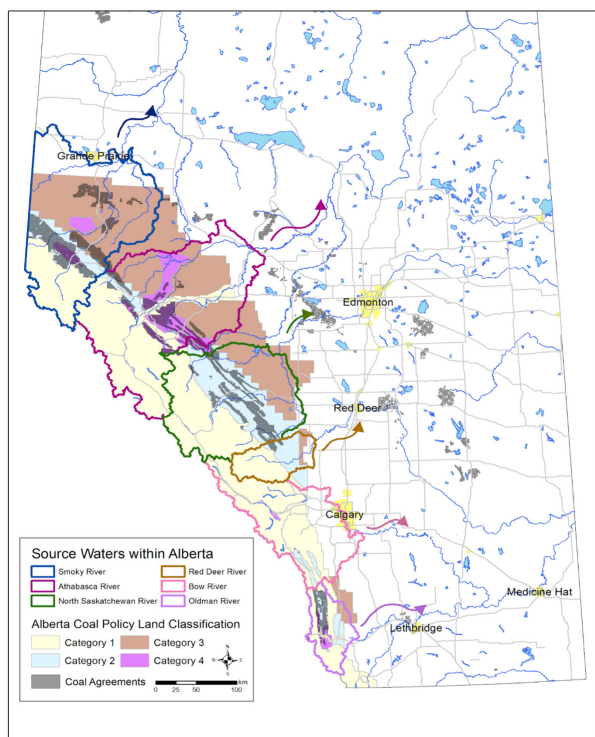 Grande Prairie
Edmonton
Red Deer
Calgary
Medicine Hat
Lethbridge
Source Waters within Alberta
Smoky River Red Deer River
Athabasca River Bow River
North Saskatchewan River Oldman River
Alberta Coal Policy Land Classification
Category 1 Category 3
Category 2 Category 4
N
W E
S
Coal Agreements
km
0 25 50 100